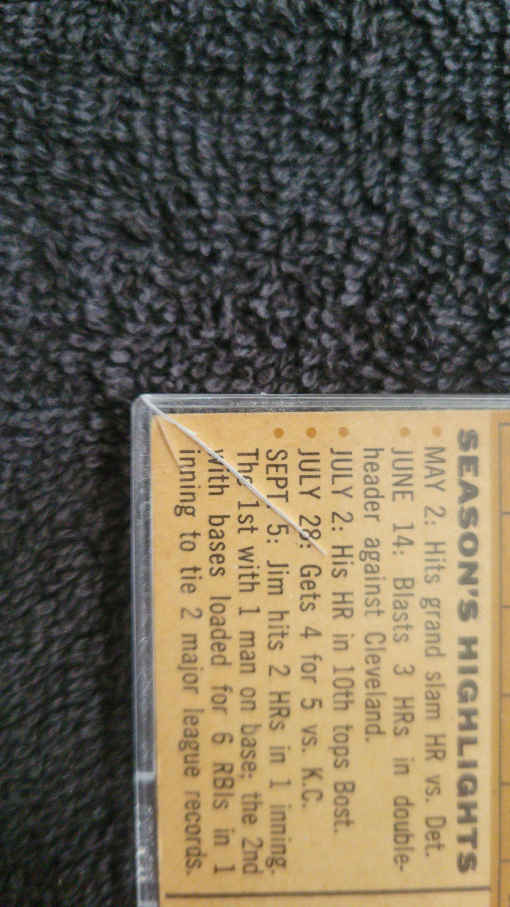 SEASON'S HIGHLIGHTS
• MAY 2: Hits grand slam HR vs. Det.
• JUNE 14: Blasts 3 HRs in double-
header against Cleveland.
• JULY 2: His HR in 10th tops Bost.
• JULY 28: Gets 4 for 5 vs. K.C.
• SEPT 5: Jim hits 2 HRs in 1 inning.
The 1st with 1 man on base; the 2nd
with bases loaded for 6 RBIs in 1
inning to tie 2 major league records.